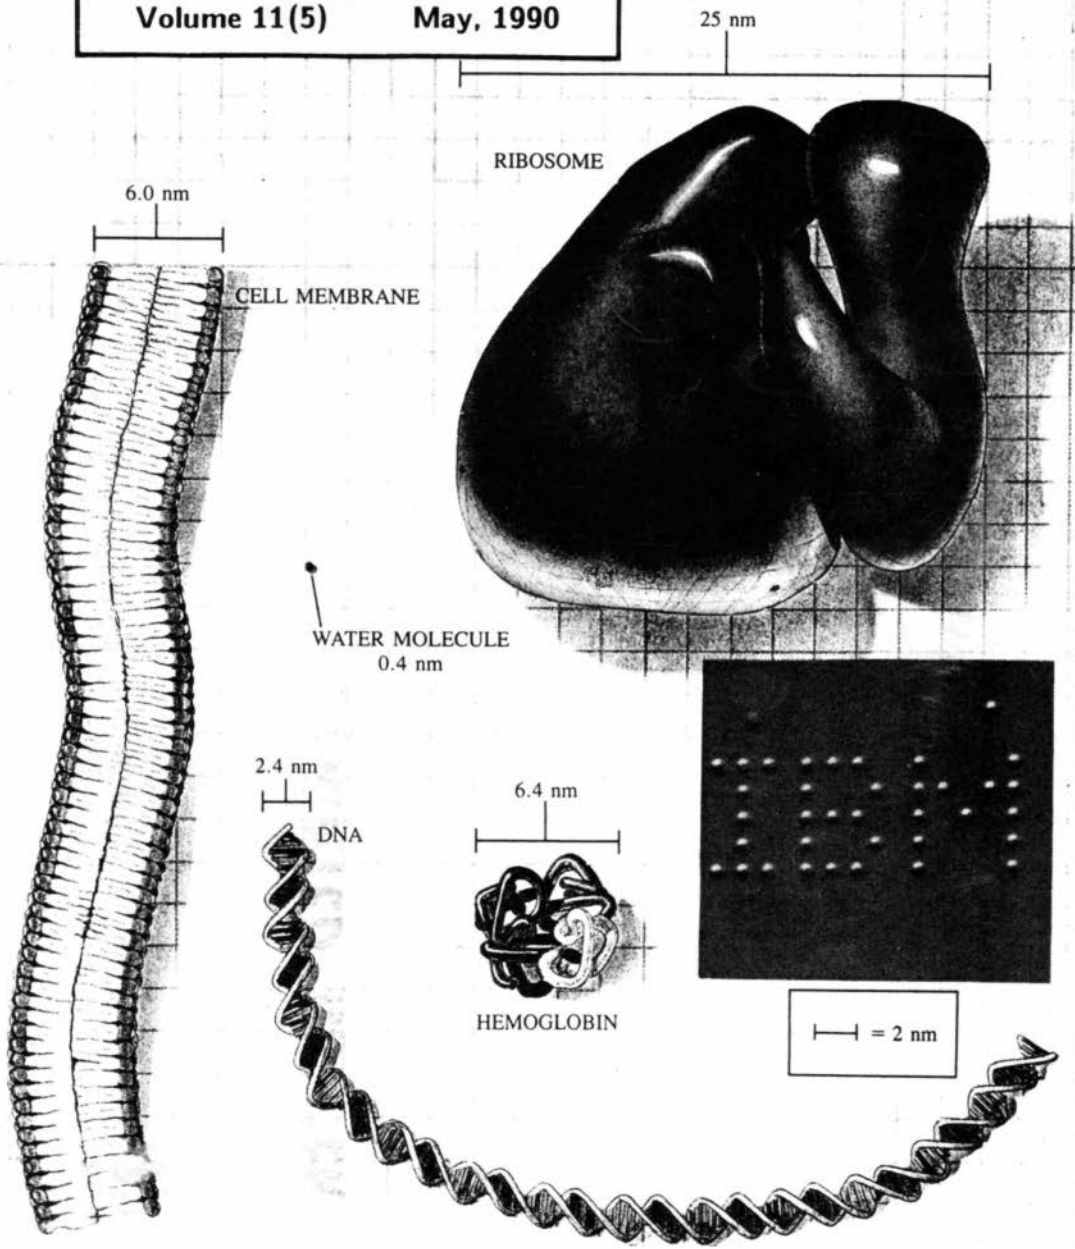 Volume 11(5) May, 1990
25 nm
RIBOSOME
6.0 nm
CELL MEMBRANE
WATER MOLECULE
0.4 nm
IBM
2.4 nm
DNA
6.4 nm
HEMOGLOBIN
= 2 nm